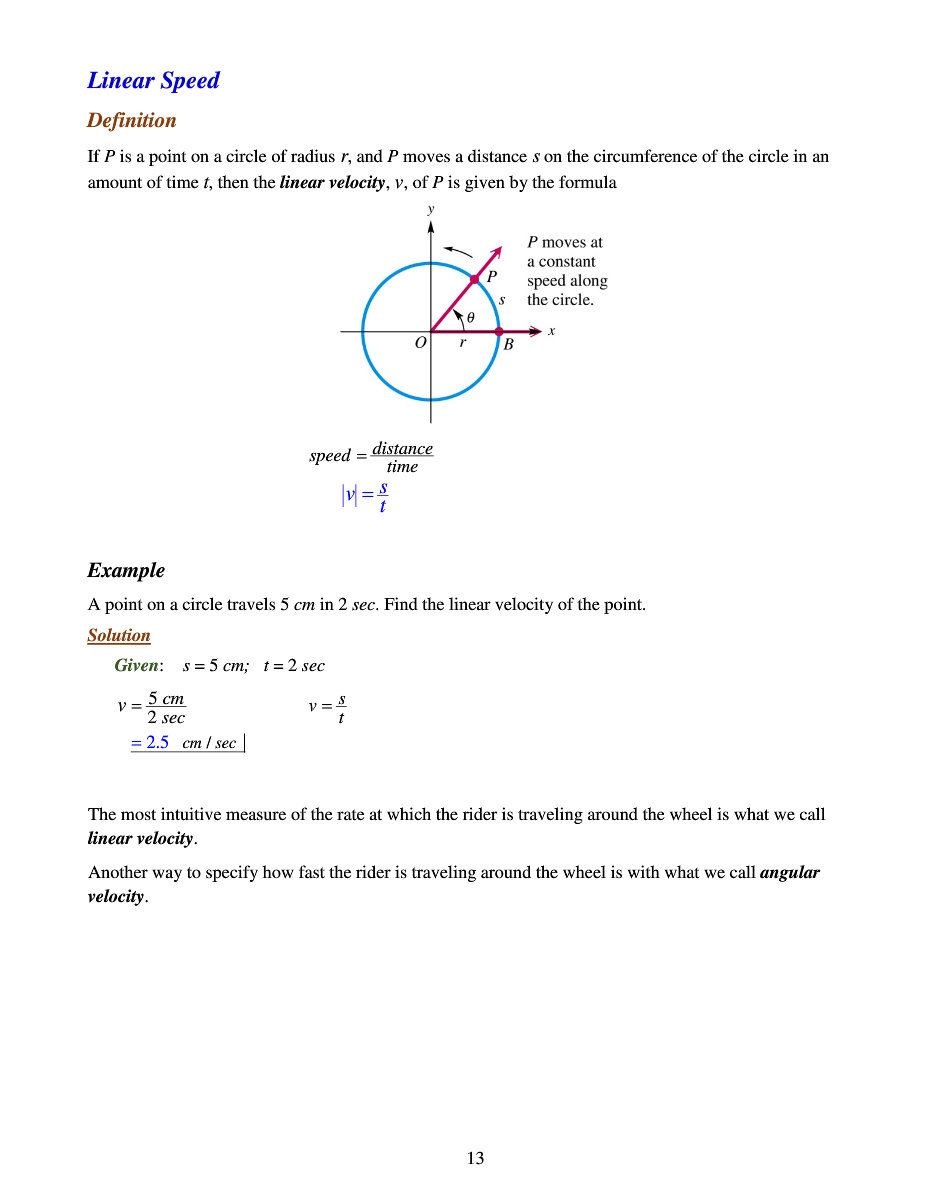 Linear Speed
Definition
If P is a point on a circle of radius r, and P moves a distance s on the circumference of the circle in an
amount of time t, then the linear velocity, v, of P is given by the formula
y
P moves at
a constant
speed along
the circle.
P
s
θ
x
O
r
B
speed = distance / time
|v| = s / t
Example
A point on a circle travels 5 cm in 2 sec. Find the linear velocity of the point.
Solution
Given: s = 5 cm; t = 2 sec
v = 5 cm / 2 sec v = s / t
= 2.5 cm / sec
The most intuitive measure of the rate at which the rider is traveling around the wheel is what we call
linear velocity.
Another way to specify how fast the rider is traveling around the wheel is with what we call angular
velocity.
13